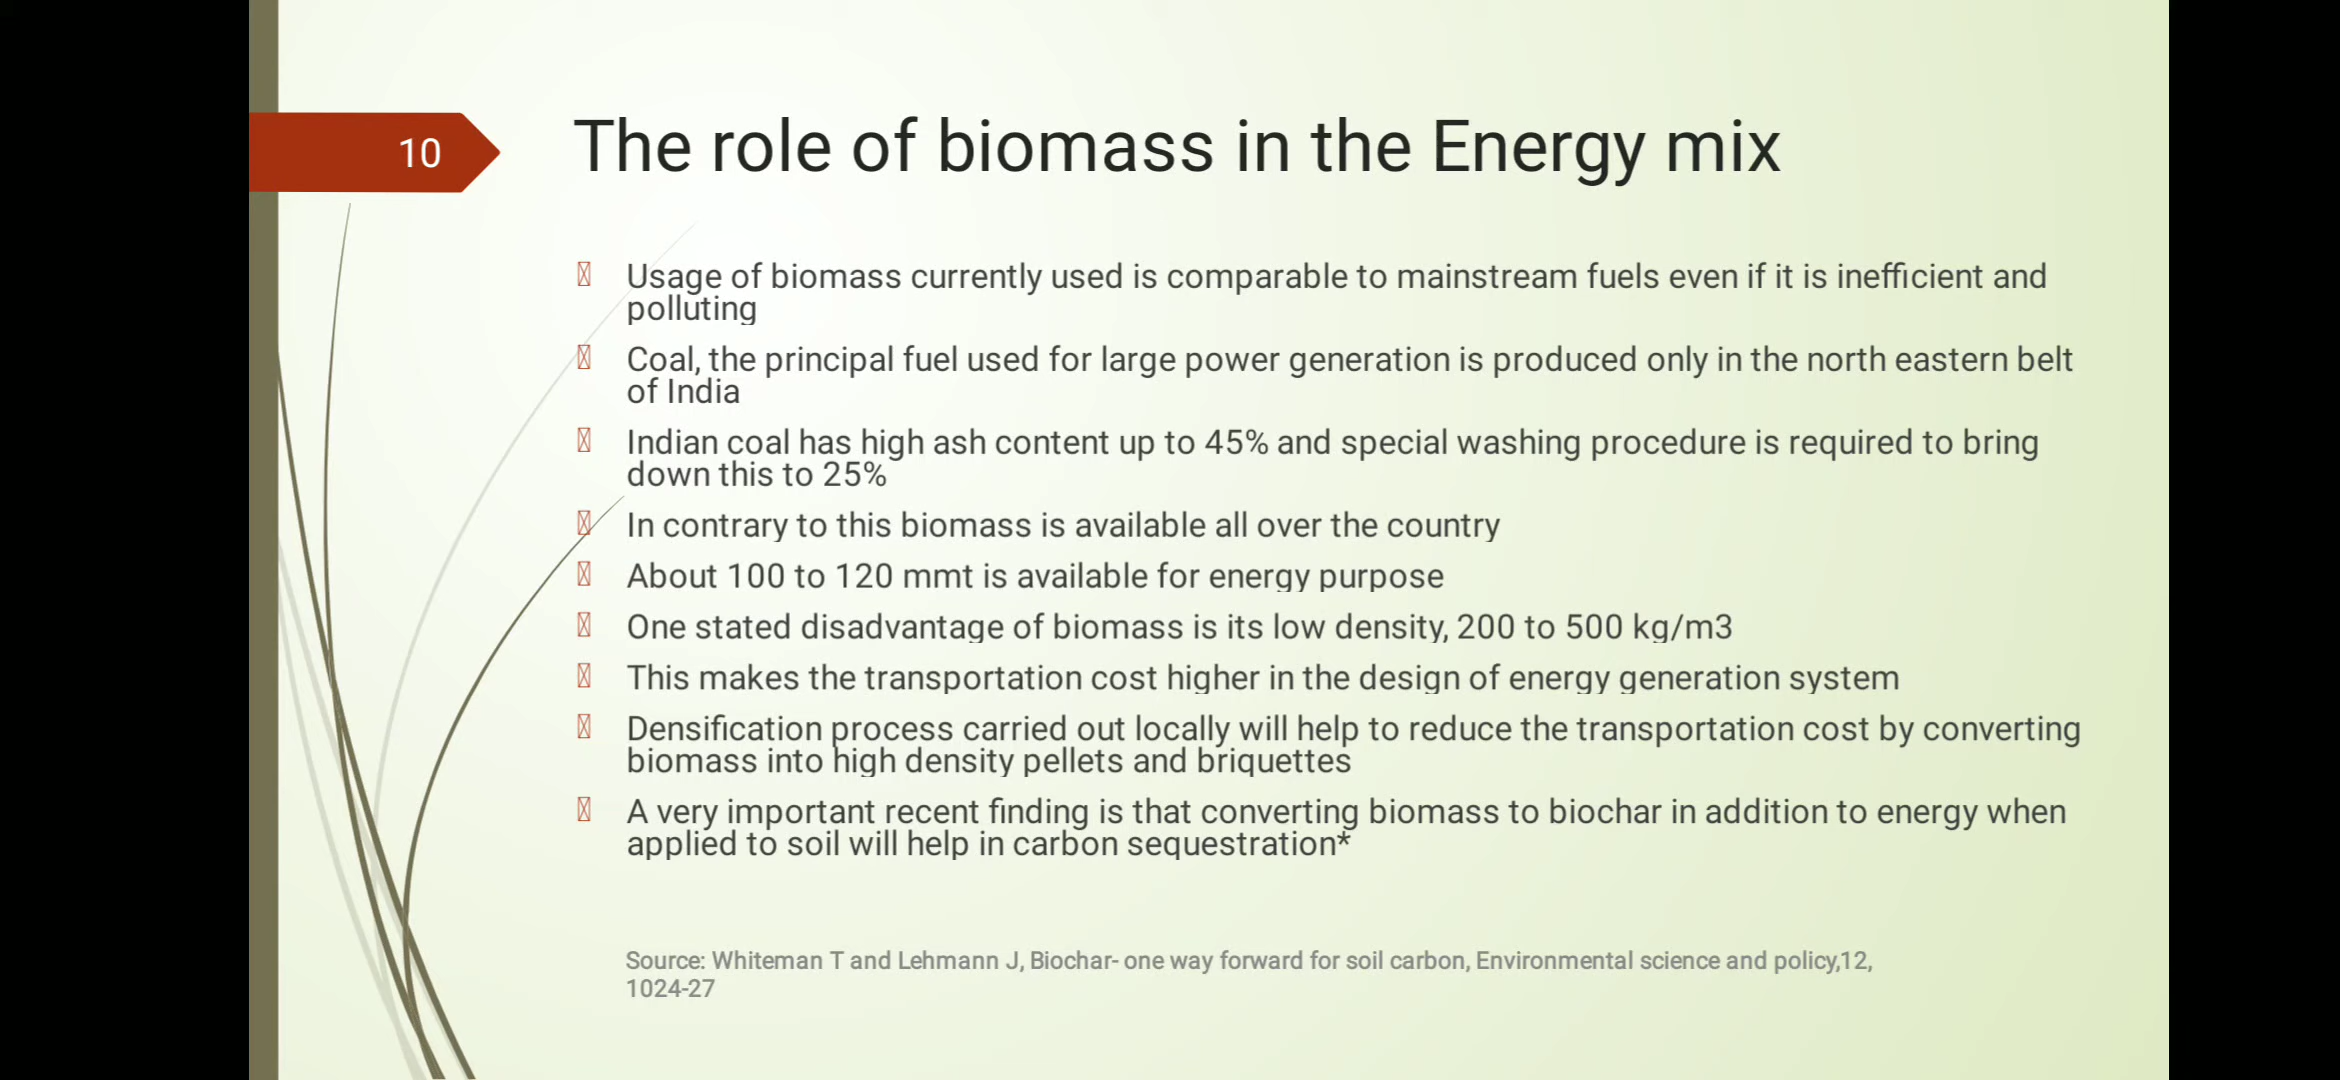 10
The role of biomass in the Energy mix
Usage of biomass currently used is comparable to mainstream fuels even if it is inefficient and
polluting
Coal, the principal fuel used for large power generation is produced only in the north eastern belt
of India
Indian coal has high ash content up to 45% and special washing procedure is required to bring
down this to 25%
In contrary to this biomass is available all over the country
About 100 to 120 mmt is available for energy purpose
One stated disadvantage of biomass is its low density, 200 to 500 kg/m3
This makes the transportation cost higher in the design of energy generation system
Densification process carried out locally will help to reduce the transportation cost by converting
biomass into high density pellets and briquettes
A very important recent finding is that converting biomass to biochar in addition to energy when
applied to soil will help in carbon sequestration*
Source: Whiteman T and Lehmann J, Biochar- one way forward for soil carbon, Environmental science and policy,12,
1024-27